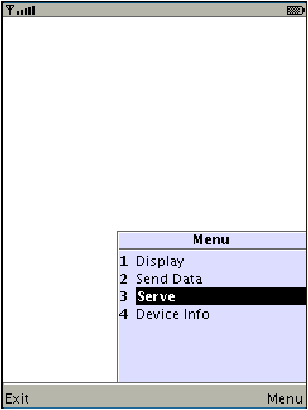 Menu
1 Display
2 Send Data
3 Serve
4 Device Info
Exit Menu